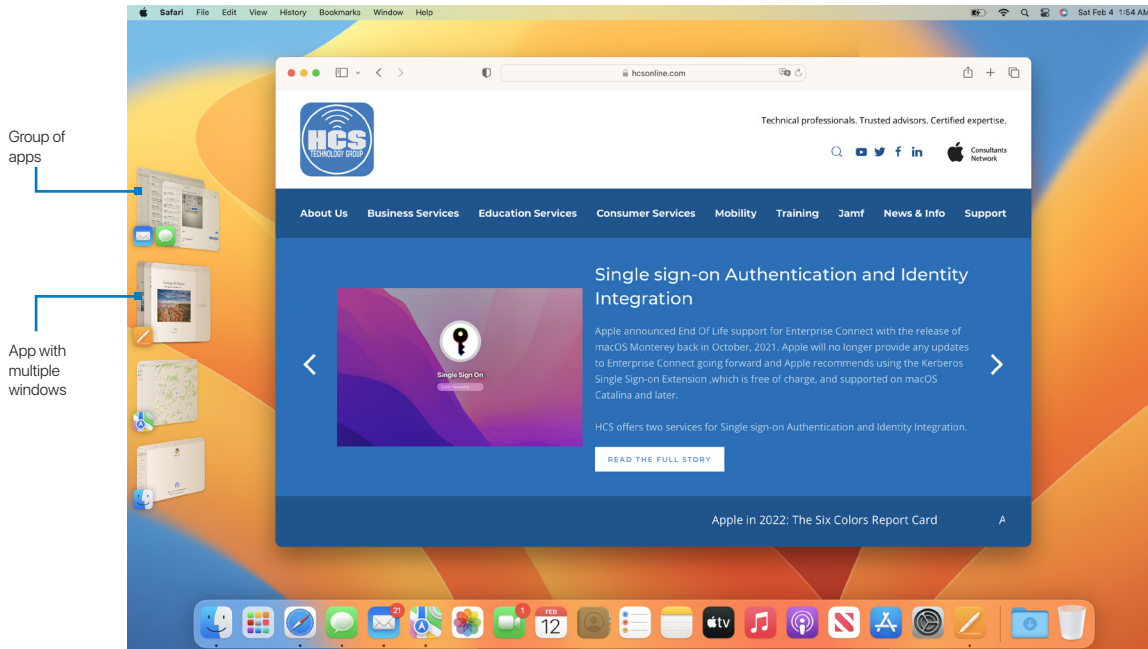 Safari File Edit View History Bookmarks Window Help
Sat Feb 4 1:54 AM
hcsonline.com
Group of
apps
App with
multiple
windows
HCS
TECHNOLOGY GROUP
Technical professionals. Trusted advisors. Certified expertise.
Consultants
Network
About Us Business Services Education Services Consumer Services Mobility Training Jamf News & Info Support
Single sign-on Authentication and Identity
Integration
Apple announced End Of Life support for Enterprise Connect with the release of
macOS Monterey back in October, 2021. Apple will no longer provide any updates
to Enterprise Connect going forward and Apple recommends using the Kerberos
Single Sign-on Extension ,which is free of charge, and supported on macOS
Catalina and later.
HCS offers two services for Single sign-on Authentication and Identity Integration.
READ THE FULL STORY
Single Sign On
Apple in 2022: The Six Colors Report Card A
21
1
FEB
12
tv